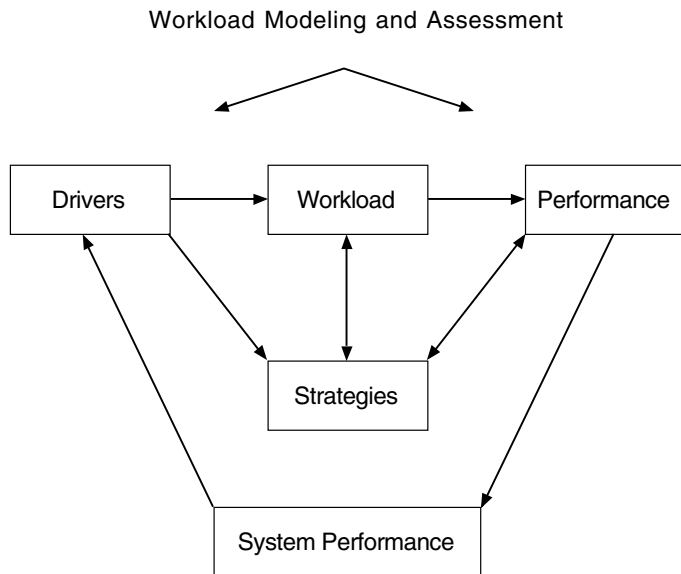 Workload Modeling and Assessment
Drivers
Workload
Performance
Strategies
System Performance